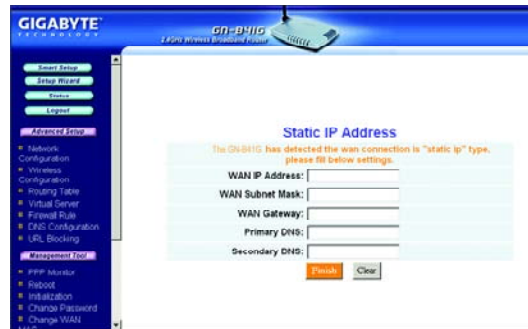 GIGABYTE
TECHNOLOGY
GN-B41G
2.4GHz Wireless Broadband Router
Smart Setup
Setup Wizard
Status
Logout
Advanced Setup
Network
Configuration
Wireless
Configuration
Routing Table
Virtual Server
Firewall Rule
DNS Configuration
URL Blocking
Management Tool
PPP Monitor
Reboot
Initialization
Change Password
Change WAN
MAC
Static IP Address
The GN-B41G has detected the wan connection is "static ip" type,
please fill below settings.
WAN IP Address:
WAN Subnet Mask:
WAN Gateway:
Primary DNS:
Secondary DNS:
Finish
Clear